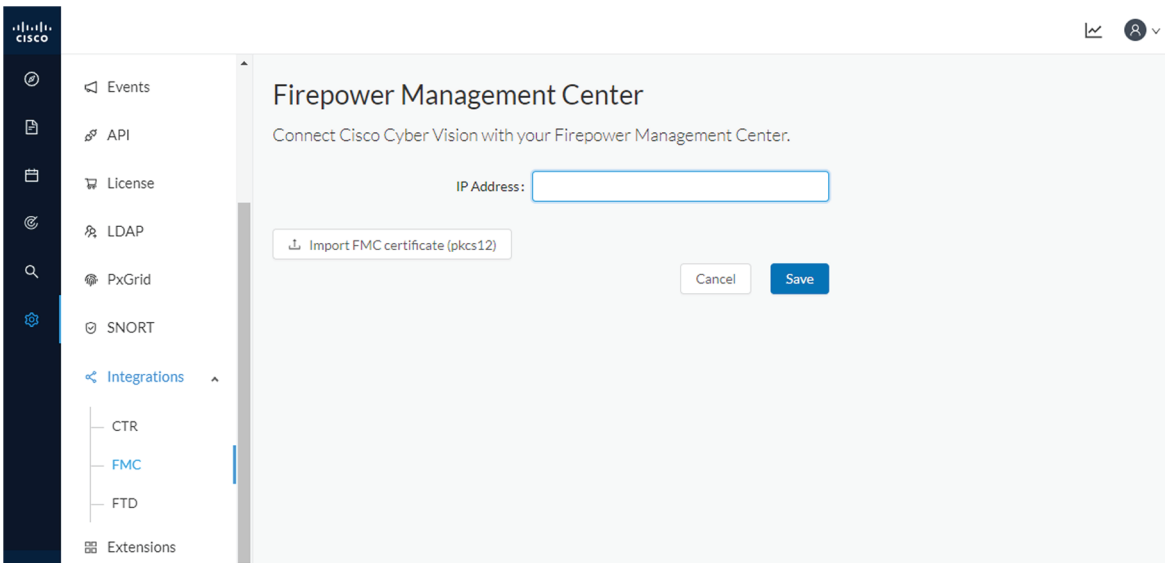 CISCO
Events
API
License
LDAP
PxGrid
SNORT
Integrations
CTR
FMC
FTD
Extensions
Firepower Management Center
Connect Cisco Cyber Vision with your Firepower Management Center.
IP Address:
Import FMC certificate (pkcs12)
Cancel Save